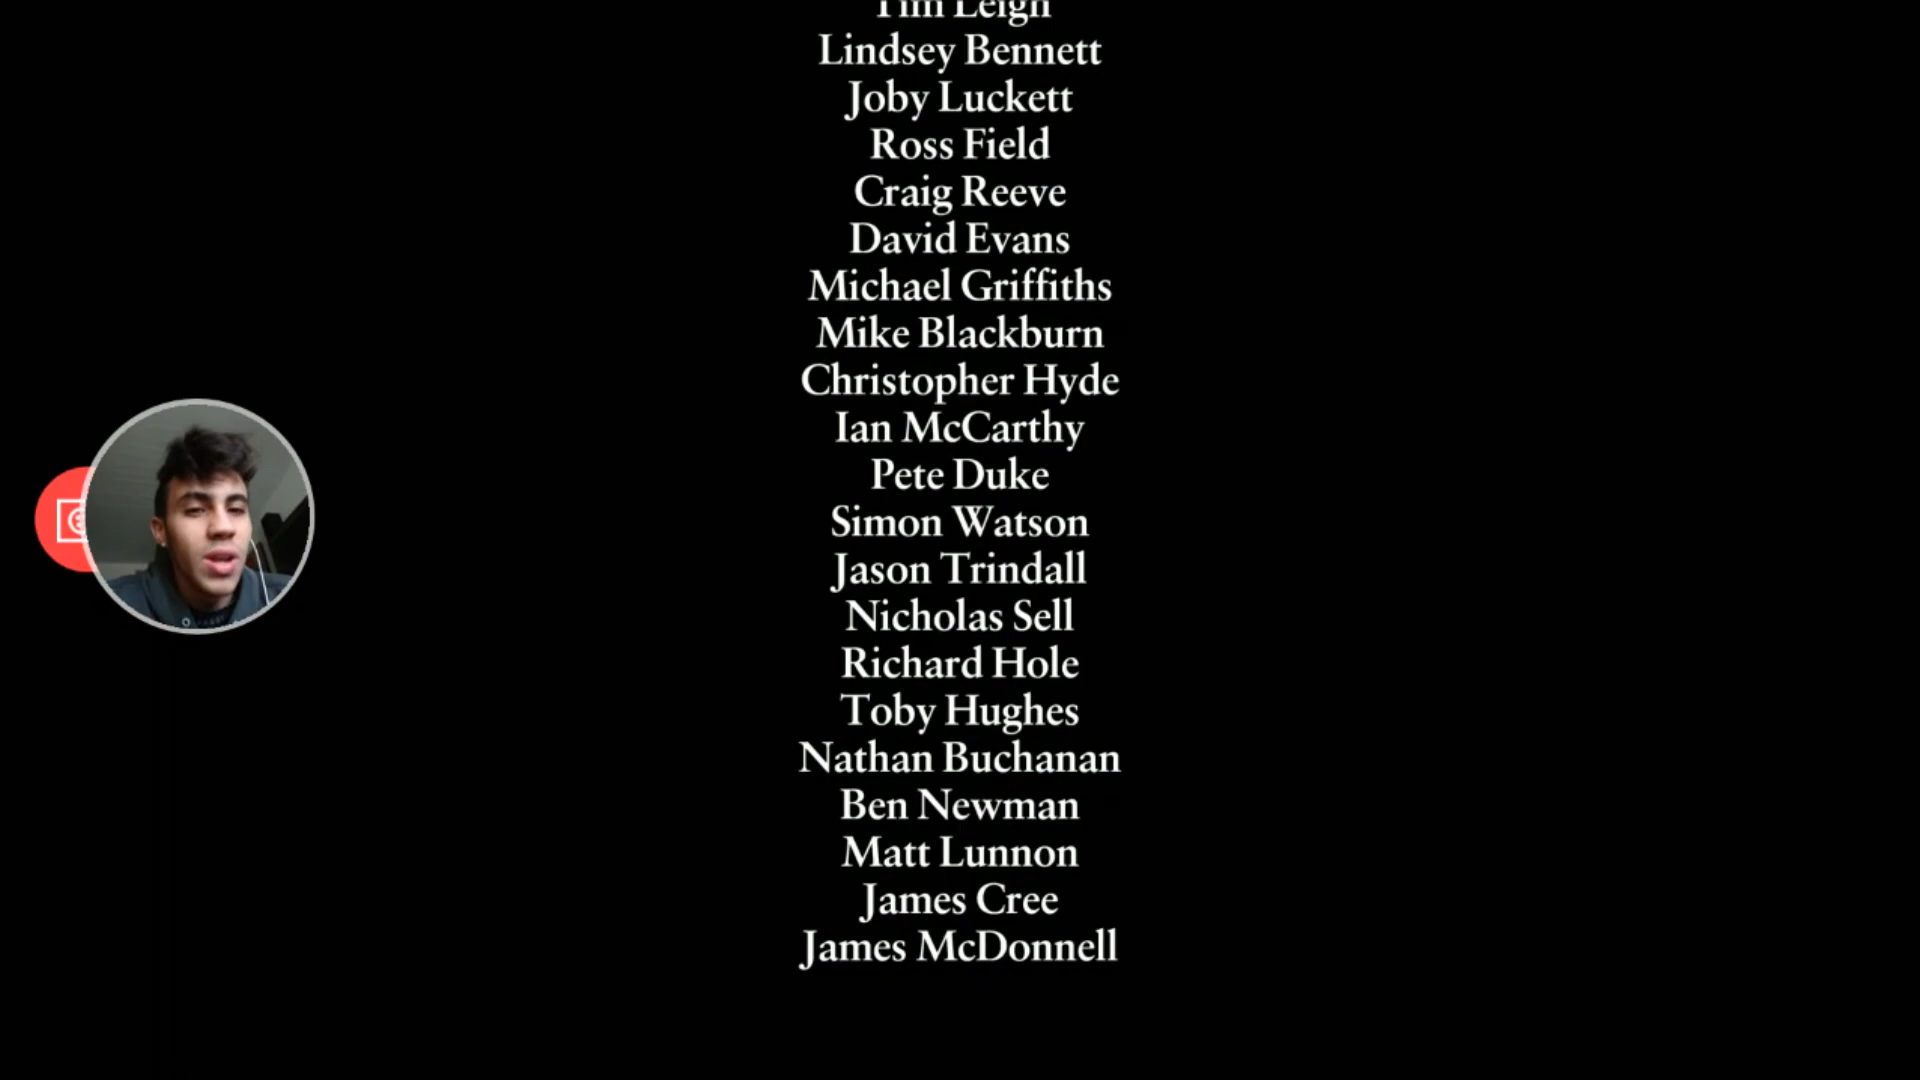 Tim Leigh
Lindsey Bennett
Joby Luckett
Ross Field
Craig Reeve
David Evans
Michael Griffiths
Mike Blackburn
Christopher Hyde
Ian McCarthy
Pete Duke
Simon Watson
Jason Trindall
Nicholas Sell
Richard Hole
Toby Hughes
Nathan Buchanan
Ben Newman
Matt Lunnon
James Cree
James McDonnell